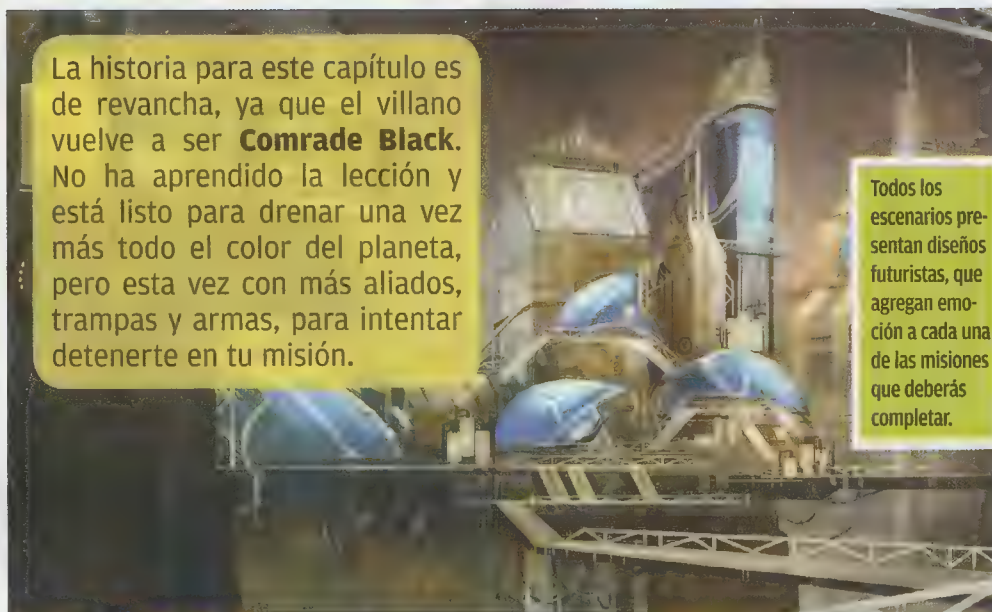 La historia para este capítulo es
de revancha, ya que el villano
vuelve a ser Comrade Black.
No ha aprendido la lección y
está listo para drenar una vez
más todo el color del planeta,
pero esta vez con más aliados,
trampas y armas, para intentar
detenerte en tu misión.
Todos los
escenarios pre-
sentan diseños
futuristas, que
agregan emo-
ción a cada una
de las misiones
que deberás
completar.